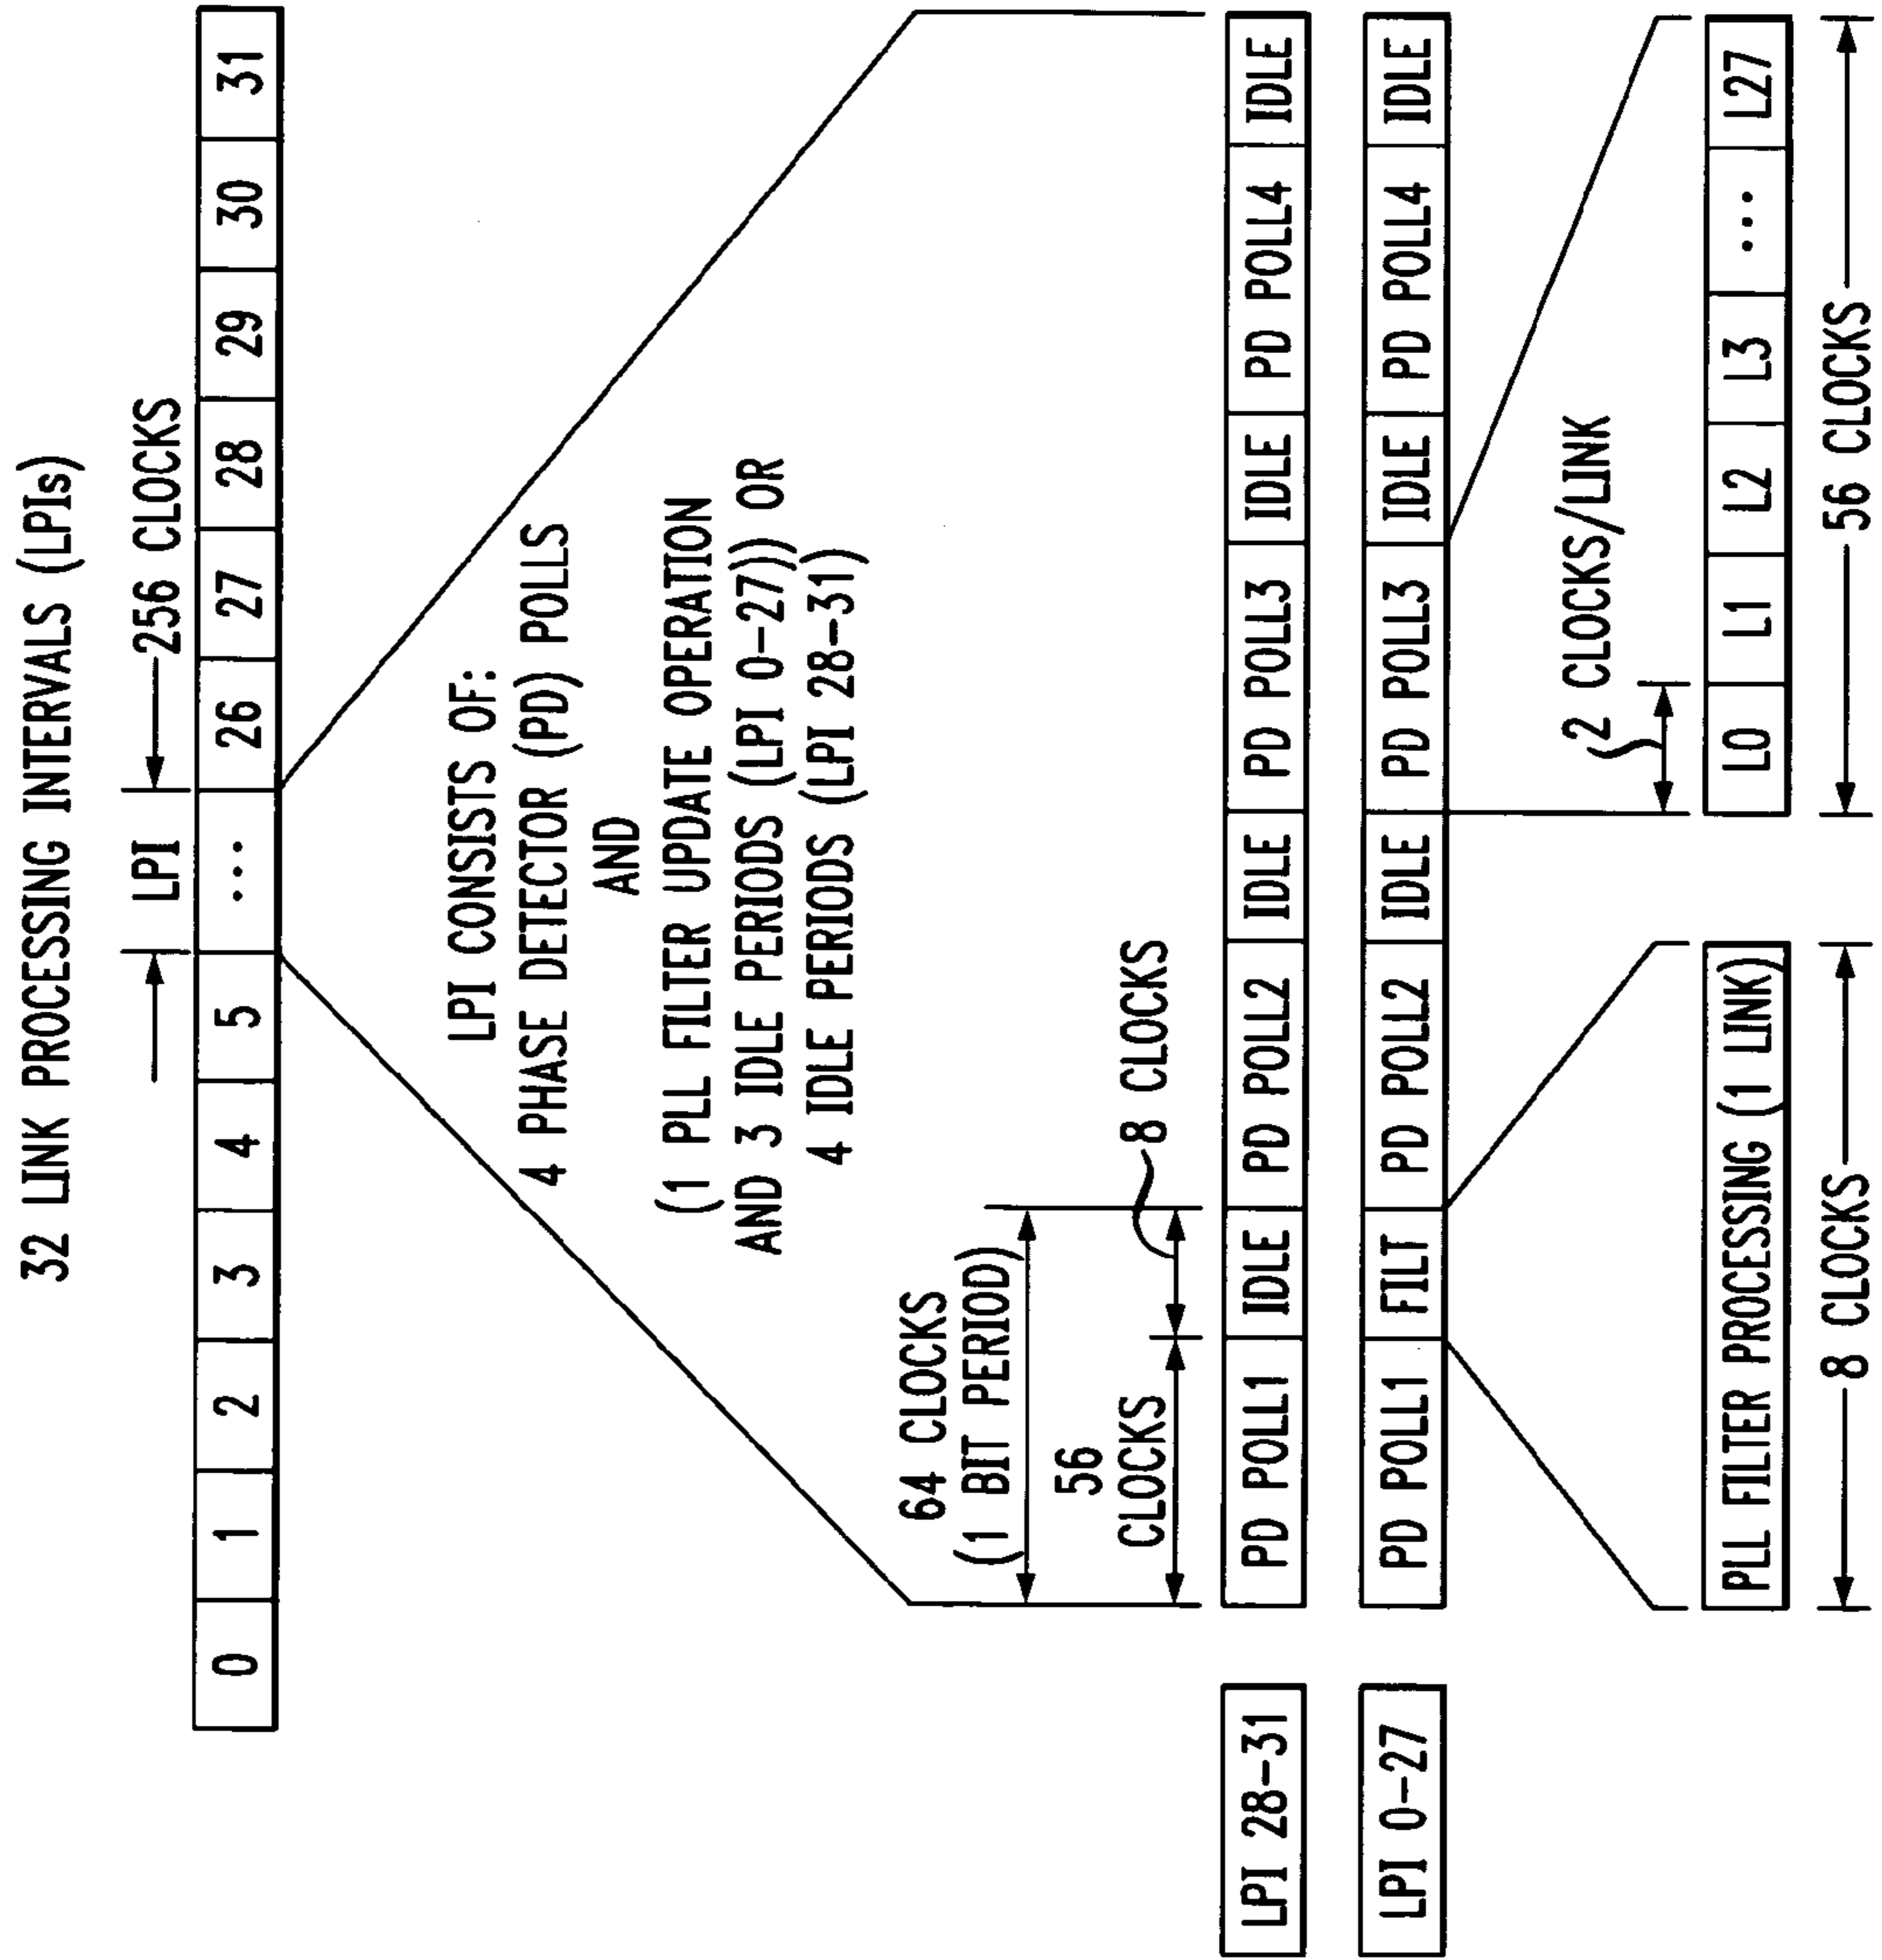 32 LINK PROCESSING INTERVALS (LPIs)
LPI
256 CLOCKS
0 1 2 3 4 5 ... 26 27 28 29 30 31
LPI CONSISTS OF:
4 PHASE DETECTOR (PD) POLLS
AND
(1 PLL FILTER UPDATE OPERATION
AND 3 IDLE PERIODS (LPI 0-27)) OR
4 IDLE PERIODS (LPI 28-31)
64 CLOCKS
(1 BIT PERIOD)
56
CLOCKS
8 CLOCKS
LPI 28-31
PD POLL1 IDLE PD POLL2 IDLE PD POLL3 IDLE PD POLL4 IDLE
LPI 0-27
PD POLL1 FILT PD POLL2 IDLE PD POLL3 IDLE PD POLL4 IDLE
2 CLOCKS/LINK
PLL FILTER PROCESSING (1 LINK)
L0 L1 L2 L3 ... L27
8 CLOCKS
56 CLOCKS